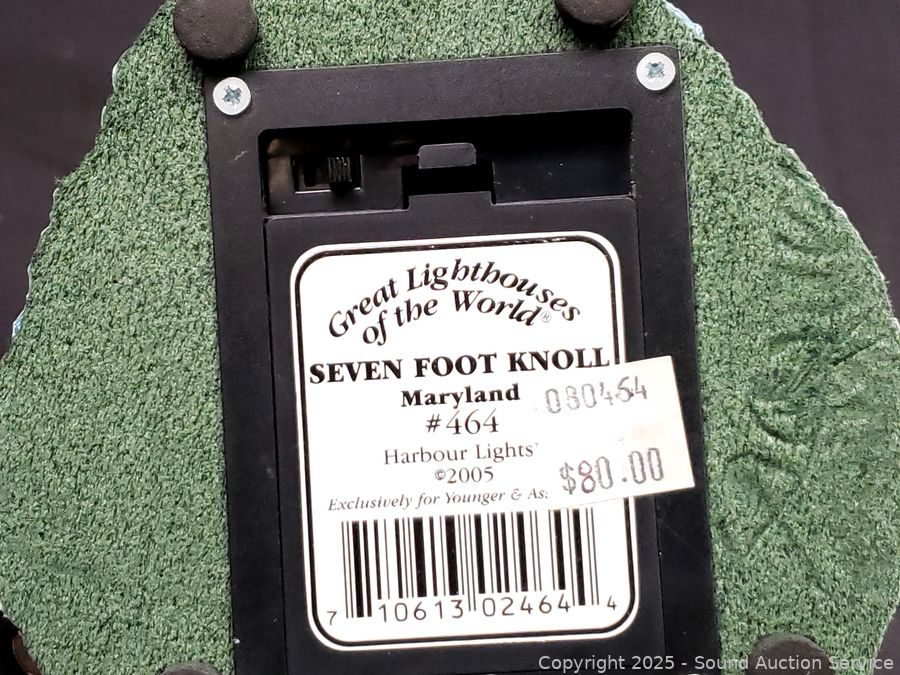 Great Lighthouses
of the World®
SEVEN FOOT KNOLL
Maryland
#464
080464
Harbour Lights
©2005
$80.00
Exclusively for Younger & As
7 10613 02464 4
Copyright 2025 - Sound Auction Service